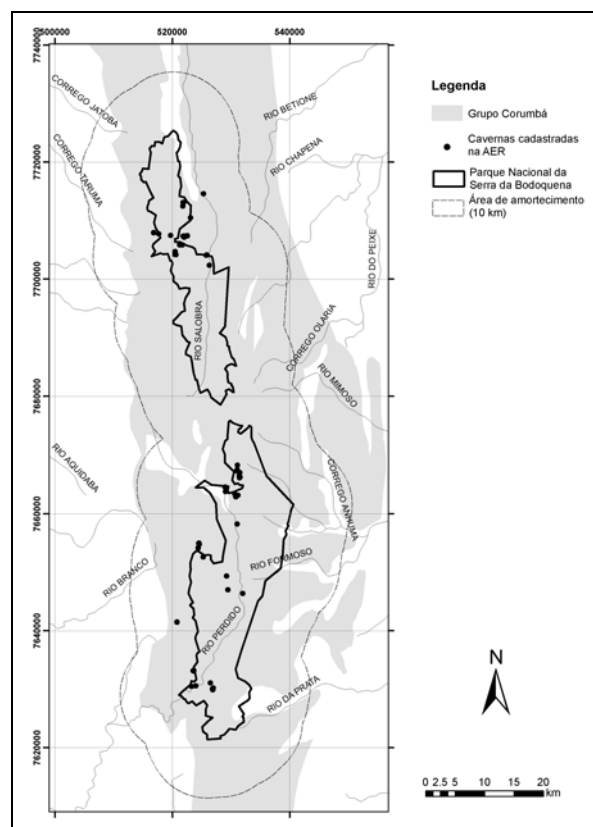 500000
520000
540000
7740000
7720000
7700000
7680000
7660000
7640000
7620000
CORREGO JATOBA
CORREGO TARUMA
RIO BETIONE
RIO CHAPENA
RIO DO PEIXE
RIO SALOBRA
CORREGO OLARIA
RIO MIMOSO
RIO AQUIDABA
CORREGO ANHUMA
RIO BRANCO
RIO FORMOSO
RIO PERDIDO
RIO DA PRATA
Legenda
Grupo Corumbá
Cavernas cadastradas
na AER
Parque Nacional da
Serra da Bodoquena
Área de amortecimento
(10 km)
N
0 2.5 5 10 15 20
km